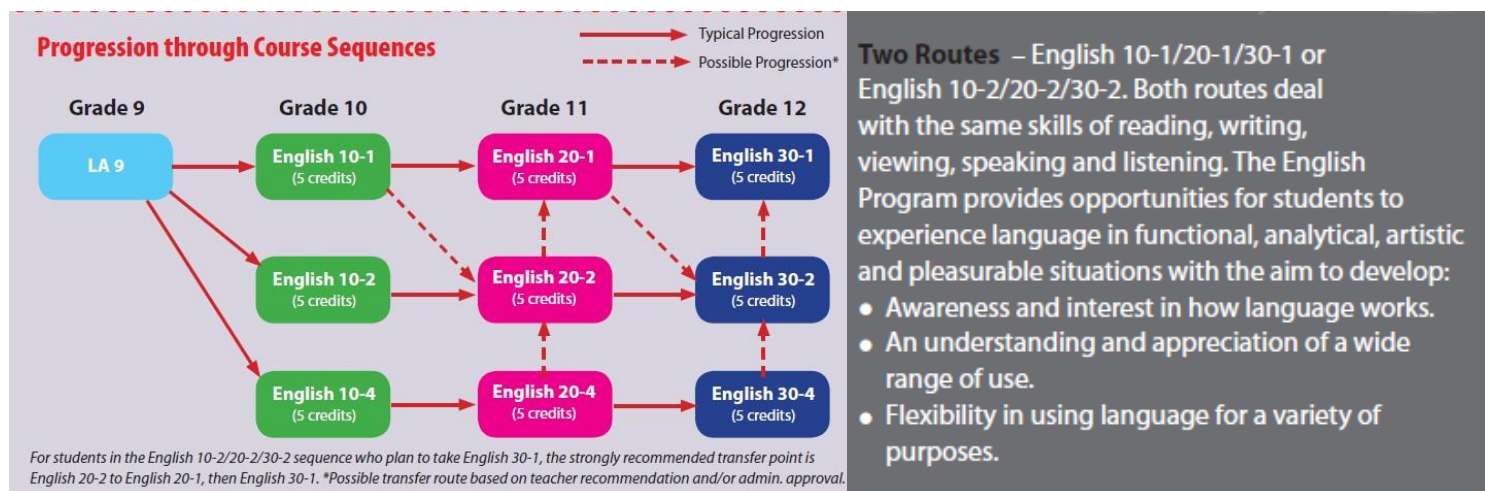 Progression through Course Sequences
Typical Progression
Possible Progression*
Grade 9
Grade 10
Grade 11
Grade 12
LA 9
English 10-1
(5 credits)
English 20-1
(5 credits)
English 30-1
(5 credits)
English 10-2
(5 credits)
English 20-2
(5 credits)
English 30-2
(5 credits)
English 10-4
(5 credits)
English 20-4
(5 credits)
English 30-4
(5 credits)
For students in the English 10-2/20-2/30-2 sequence who plan to take English 30-1, the strongly recommended transfer point is
English 20-2 to English 20-1, then English 30-1. *Possible transfer route based on teacher recommendation and/or admin. approval.
Two Routes – English 10-1/20-1/30-1 or
English 10-2/20-2/30-2. Both routes deal
with the same skills of reading, writing,
viewing, speaking and listening. The English
Program provides opportunities for students to
experience language in functional, analytical, artistic
and pleasurable situations with the aim to develop:
● Awareness and interest in how language works.
● An understanding and appreciation of a wide
range of use.
● Flexibility in using language for a variety of
purposes.